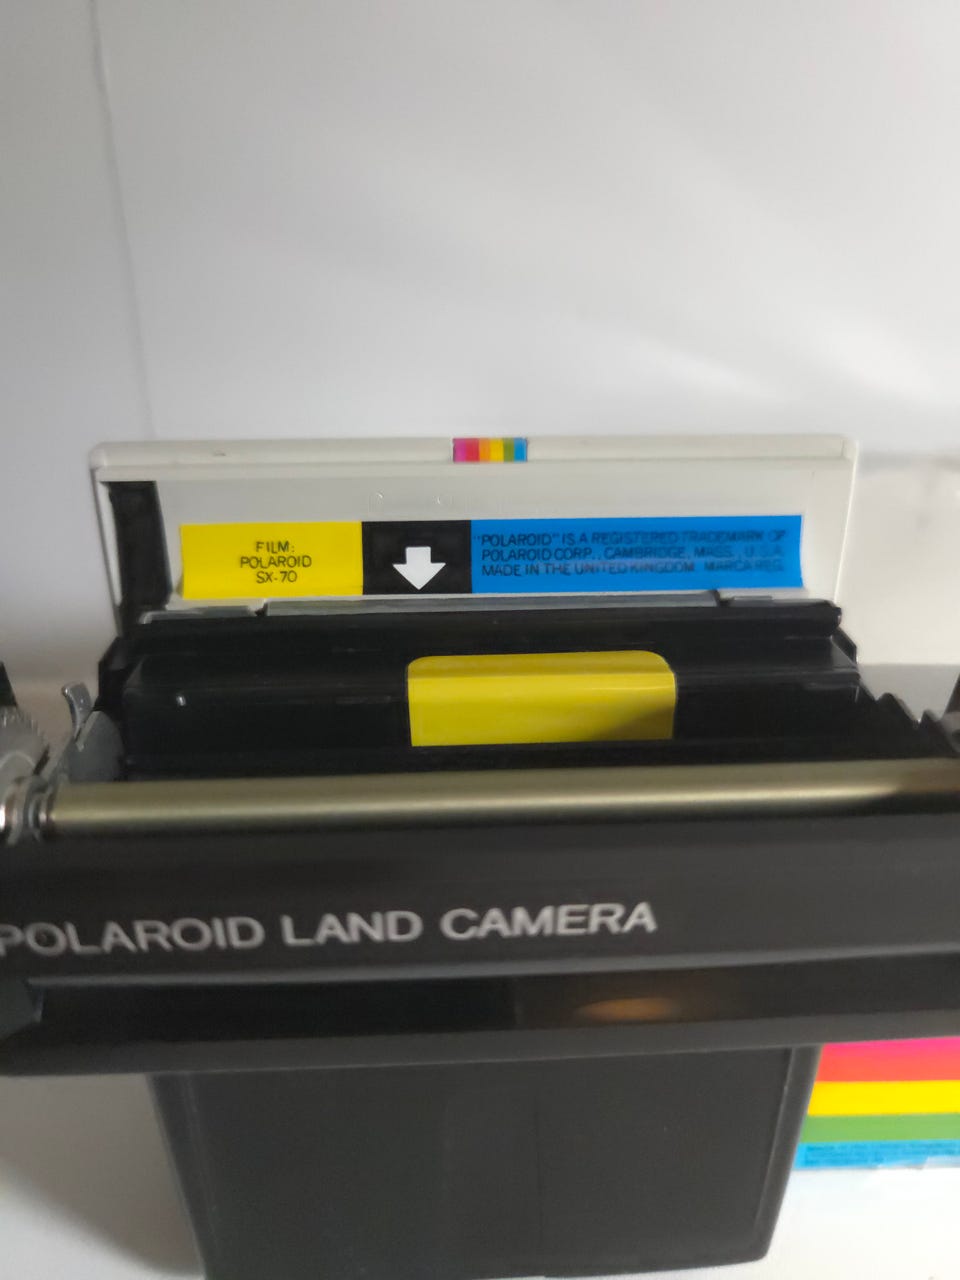 FILM:
POLAROID
SX-70
"POLAROID" IS A REGISTERED TRADEMARK OF
POLAROID CORP., CAMBRIDGE, MASS., U.S.A.
MADE IN THE UNITED KINGDOM. MARCA REG.
POLAROID LAND CAMERA